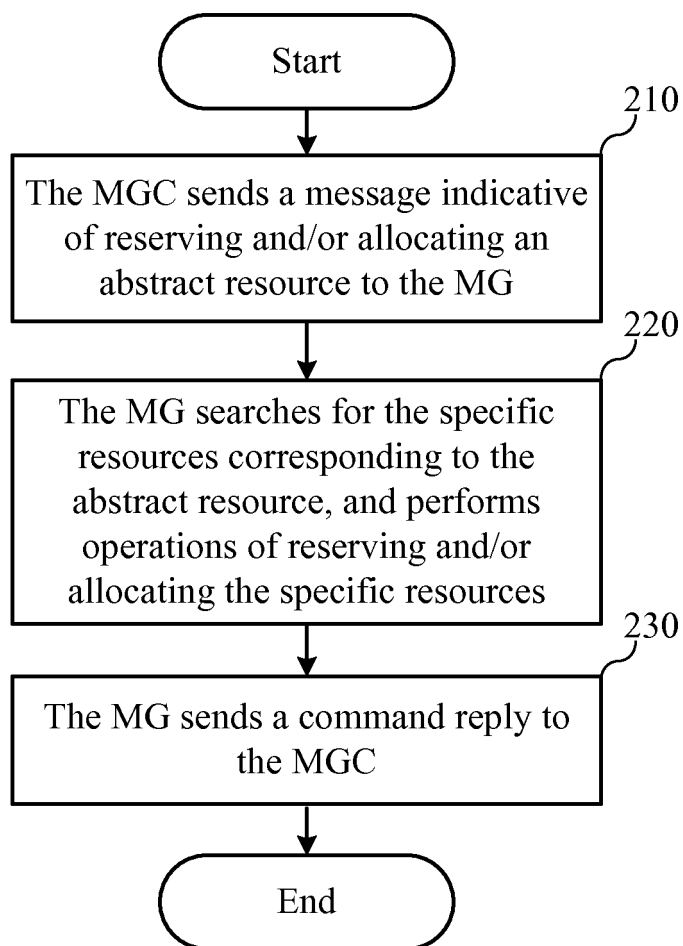 Start
210
The MGC sends a message indicative
of reserving and/or allocating an
abstract resource to the MG
220
The MG searches for the specific
resources corresponding to the
abstract resource, and performs
operations of reserving and/or
allocating the specific resources
230
The MG sends a command reply to
the MGC
End